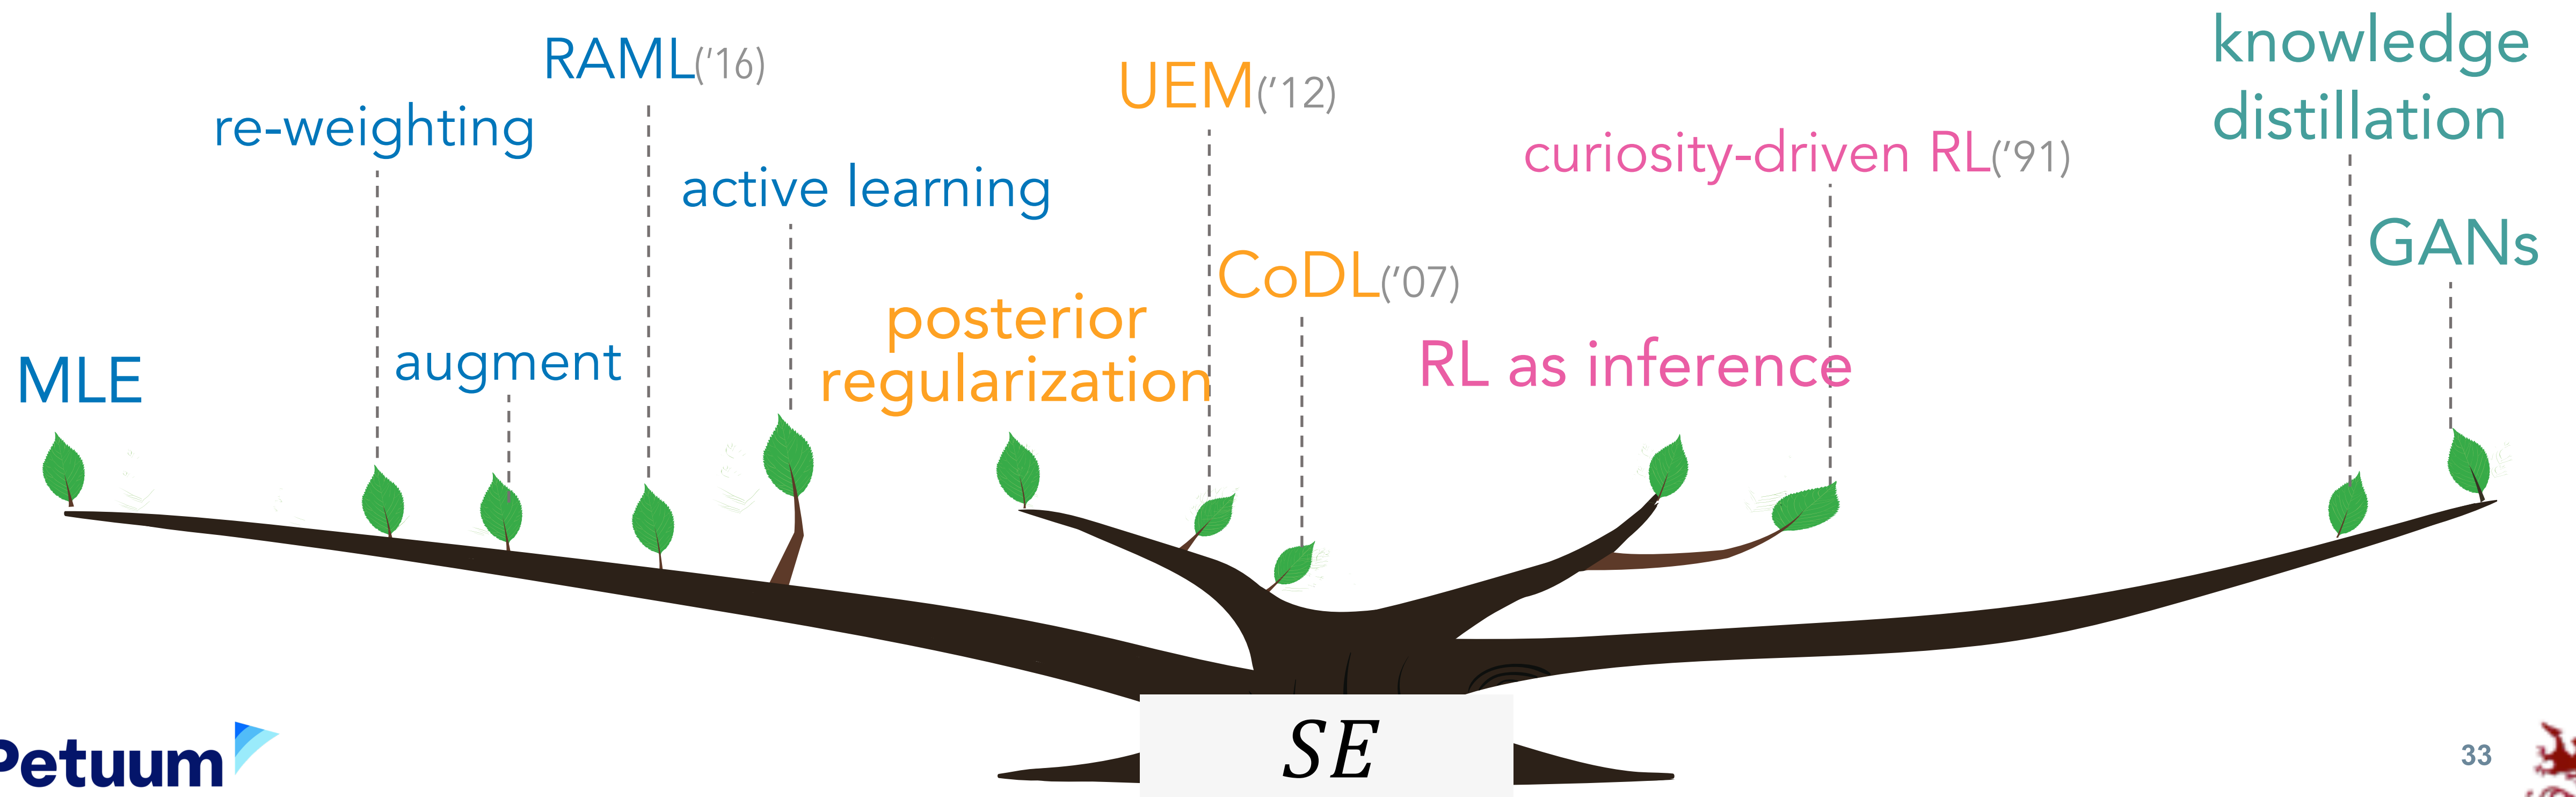 knowledge
distillation
RAML('16)
UEM('12)
re-weighting
curiosity-driven RL('91)
active learning
GANs
CoDL('07)
posterior
regularization
augment
RL as inference
MLE
SE
Petuum
33